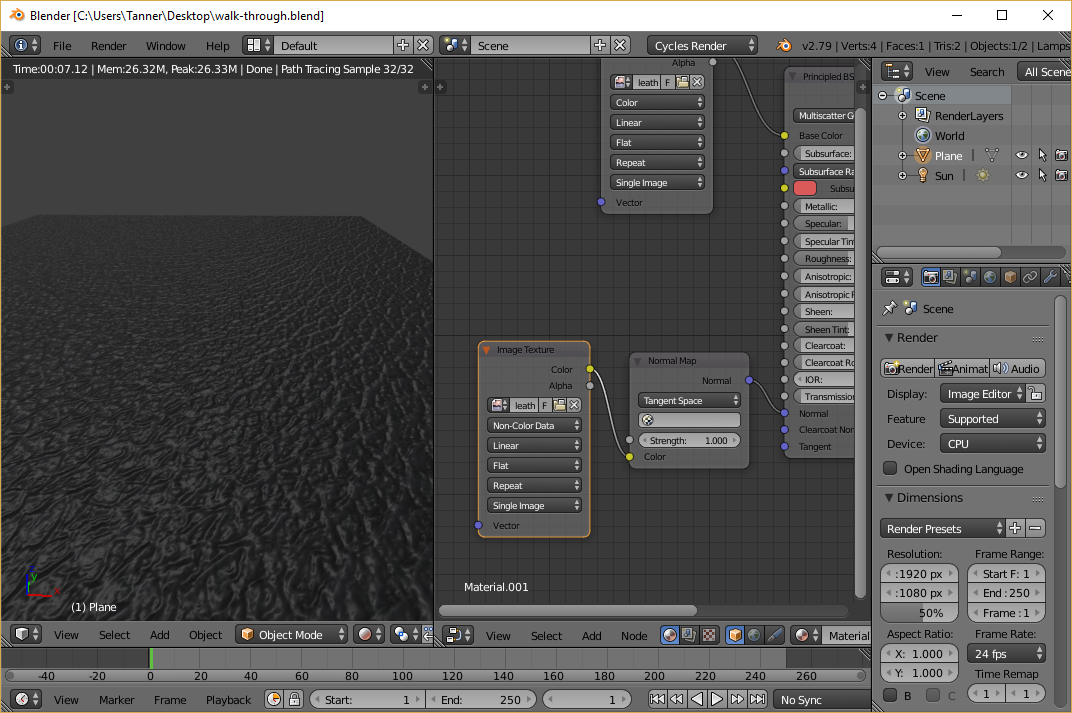 Blender [C:\Users\Tanner\Desktop\walk-through.blend]
File Render Window Help Default Scene Cycles Render v2.79 | Verts:4 | Faces:1 | Tris:2 | Objects:1/2 | Lamps
Time:00:07.12 | Mem:26.32M, Peak:26.33M | Done | Path Tracing Sample 32/32
Alpha
leath F
Color
Linear
Flat
Repeat
Single Image
Vector
Principled BS
Multiscatter G
Base Color
Subsurface:
Subsurface Ra
Subsu
Metallic:
Specular:
Specular Tint
Roughness:
Anisotropic:
Anisotropic R
Sheen:
Sheen Tint:
Clearcoat:
Clearcoat Ro
IOR:
Transmission
Normal
Clearcoat Nor
Tangent
Image Texture
Color
Alpha
leath F
Non-Color Data
Linear
Flat
Repeat
Single Image
Vector
Normal Map
Normal
Tangent Space
Strength: 1.000
Color
Material.001
z
y
x
(1) Plane
View Select Add Object Object Mode
View Select Add Node Material
View Search All Scene
Scene
RenderLayers
World
Plane
Sun
Scene
Render
Render Animat Audio
Display: Image Editor
Feature Supported
Device: CPU
Open Shading Language
Dimensions
Render Presets
Resolution: Frame Range:
:1920 px Start F: 1
:1080 px End :250
50% Frame : 1
Aspect Ratio: Frame Rate:
X: 1.000 24 fps
Y: 1.000 Time Remap
B C 1 1
-40 -20 0 20 40 60 80 100 120 140 160 180 200 220 240 260
View Marker Frame Playback Start: 1 End: 250 1 No Sync